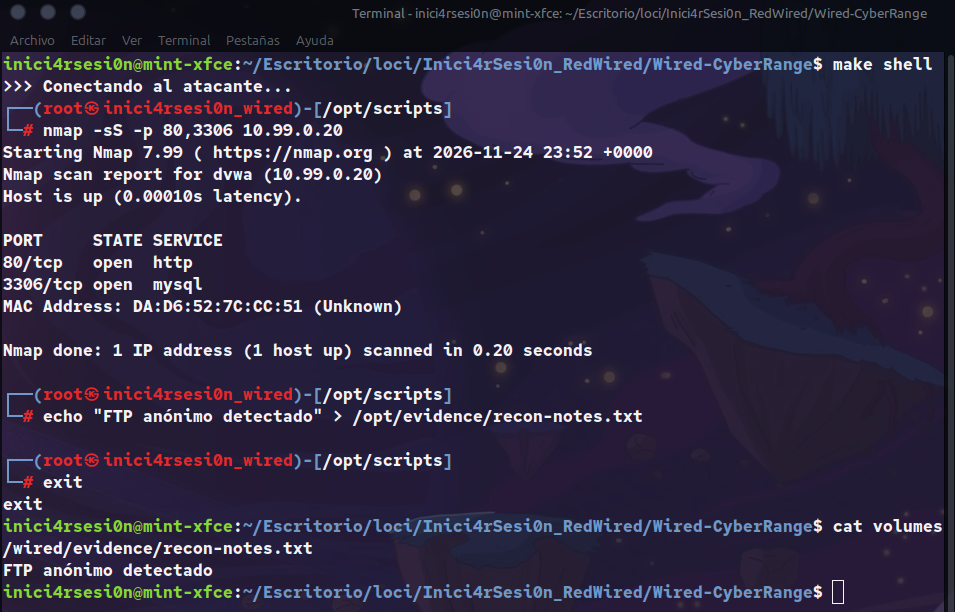 Terminal - inici4rsesi0n@mint-xfce: ~/Escritorio/loci/Inici4rSesi0n_RedWired/Wired-CyberRange
Archivo Editar Ver Terminal Pestañas Ayuda
inici4rsesi0n@mint-xfce:~/Escritorio/loci/Inici4rSesi0n_RedWired/Wired-CyberRange$ make shell
>>> Conectando al atacante...
┌──(root㉿inici4rsesi0n_wired)-[/opt/scripts]
└─# nmap -sS -p 80,3306 10.99.0.20
Starting Nmap 7.99 ( https://nmap.org ) at 2026-11-24 23:52 +0000
Nmap scan report for dvwa (10.99.0.20)
Host is up (0.00010s latency).
PORT     STATE SERVICE
80/tcp   open  http
3306/tcp open  mysql
MAC Address: DA:D6:52:7C:CC:51 (Unknown)
Nmap done: 1 IP address (1 host up) scanned in 0.20 seconds
┌──(root㉿inici4rsesi0n_wired)-[/opt/scripts]
└─# echo "FTP anónimo detectado" > /opt/evidence/recon-notes.txt
┌──(root㉿inici4rsesi0n_wired)-[/opt/scripts]
└─# exit
exit
inici4rsesi0n@mint-xfce:~/Escritorio/loci/Inici4rSesi0n_RedWired/Wired-CyberRange$ cat volumes
/wired/evidence/recon-notes.txt
FTP anónimo detectado
inici4rsesi0n@mint-xfce:~/Escritorio/loci/Inici4rSesi0n_RedWired/Wired-CyberRange$